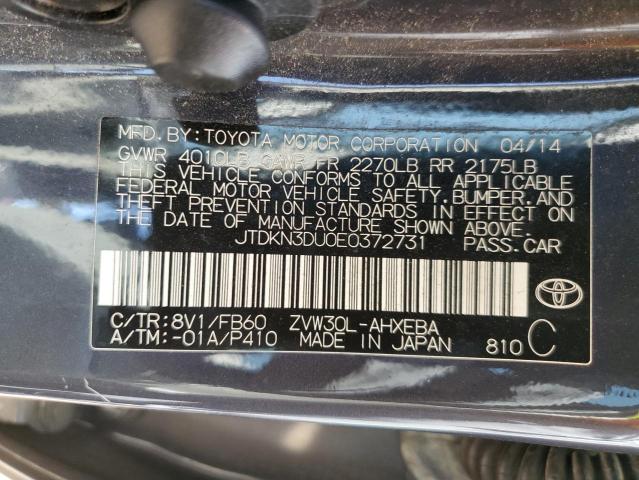 MFD.BY:TOYOTA MOTOR CORPORATION 04/14
GVWR 4010LB GAWR FR 2270LB RR 2175LB
THIS VEHICLE CONFORMS TO ALL APPLICABLE
FEDERAL MOTOR VEHICLE SAFETY,BUMPER,AND
THEFT PREVENTION STANDARDS IN EFFECT ON
THE DATE OF MANUFACTURE SHOWN ABOVE.
JTDKN3DU0E0372731 PASS.CAR
C/TR:8V1/FB60 ZVW30L-AHXEBA
A/TM:-01A/P410 MADE IN JAPAN 810 C